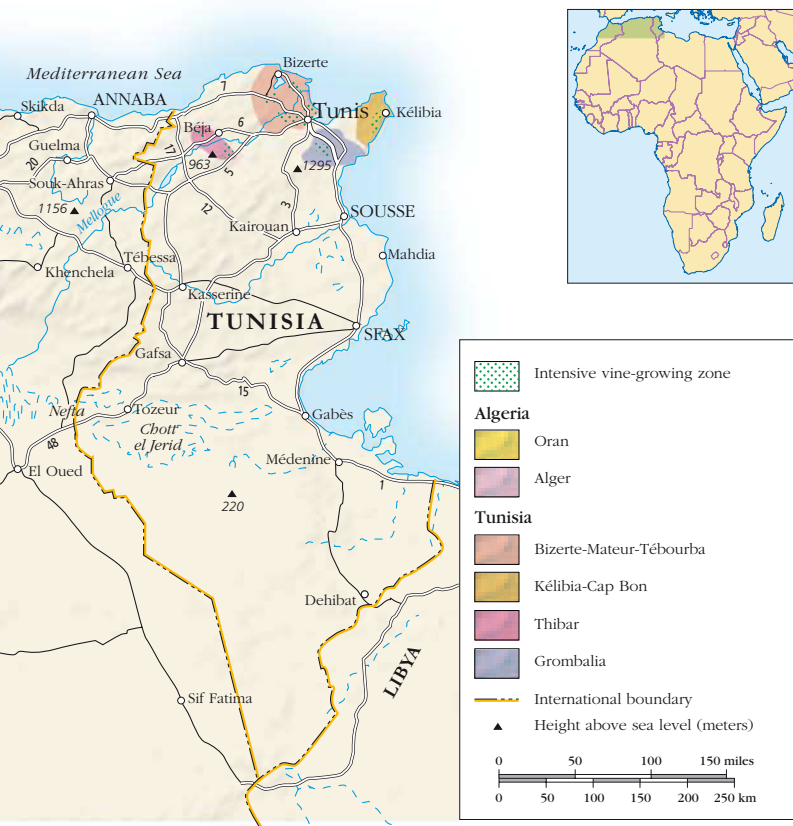 Mediterranean Sea
Bizerte
Skikda
ANNABA
7
Tunis
Kélibia
Béja
6
Guelma
17
963
5
1295
20
Souk-Ahras
1156
Mellogue
12
3
SOUSSE
Kairouan
Mahdia
Tébessa
Khenchela
Kasserine
TUNISIA
SFAX
Gafsa
15
Nefta
Tozeur
Gabès
Chott
el Jerid
48
El Oued
Médenine
1
220
Dehibat
LIBYA
Sif Fatima
Intensive vine-growing zone
Algeria
Oran
Alger
Tunisia
Bizerte-Mateur-Tébourba
Kélibia-Cap Bon
Thibar
Grombalia
International boundary
Height above sea level (meters)
0 50 100 150 miles
0 50 100 150 200 250 km